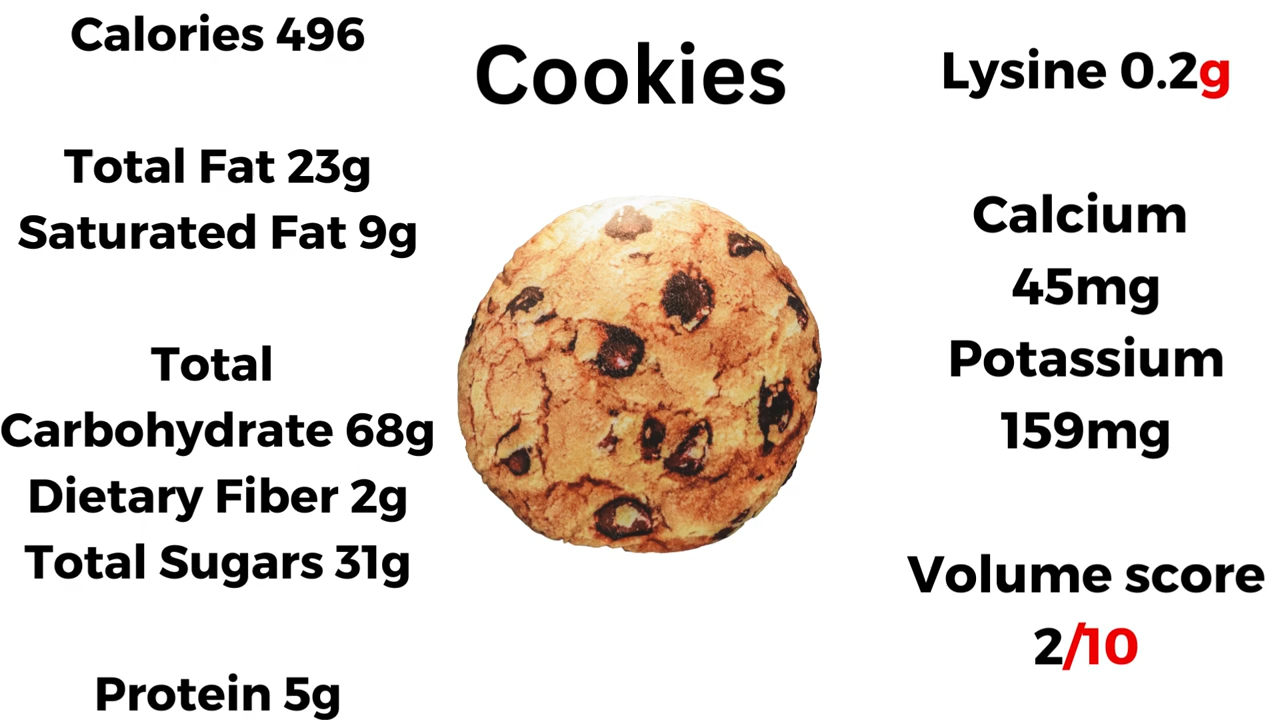 Calories 496
Total Fat 23g
Saturated Fat 9g
Total
Carbohydrate 68g
Dietary Fiber 2g
Total Sugars 31g
Protein 5g
Cookies
Lysine 0.2g
Calcium
45mg
Potassium
159mg
Volume score
2/10